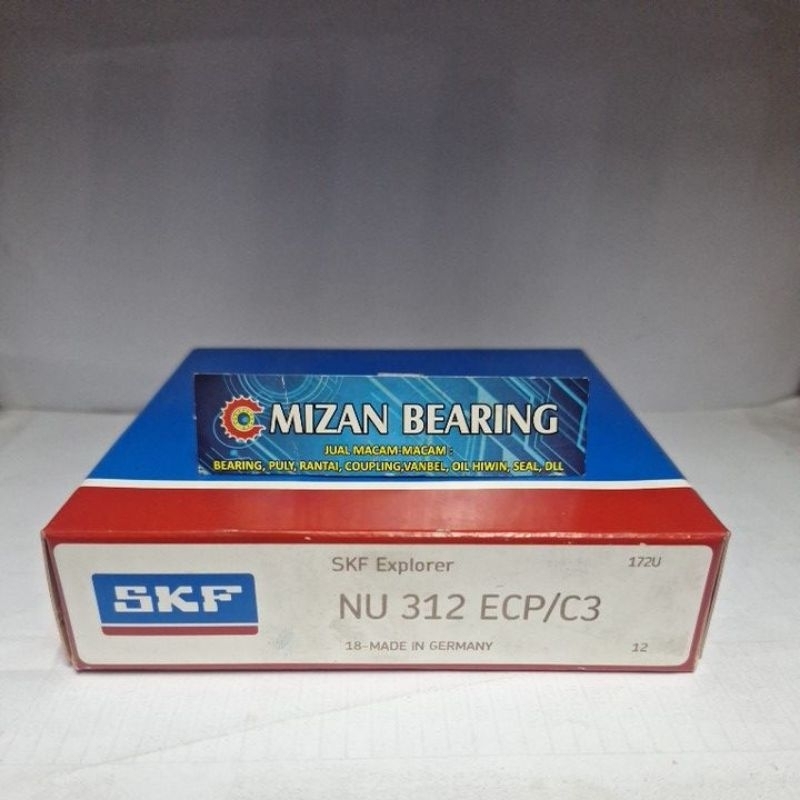 MIZAN BEARING
JUAL MACAM-MACAM :
BEARING, PULY, RANTAI, COUPLING,VANBEL, OIL HIWIN, SEAL, DLL
SKF
SKF Explorer
172U
NU 312 ECP/C3
18-MADE IN GERMANY
12